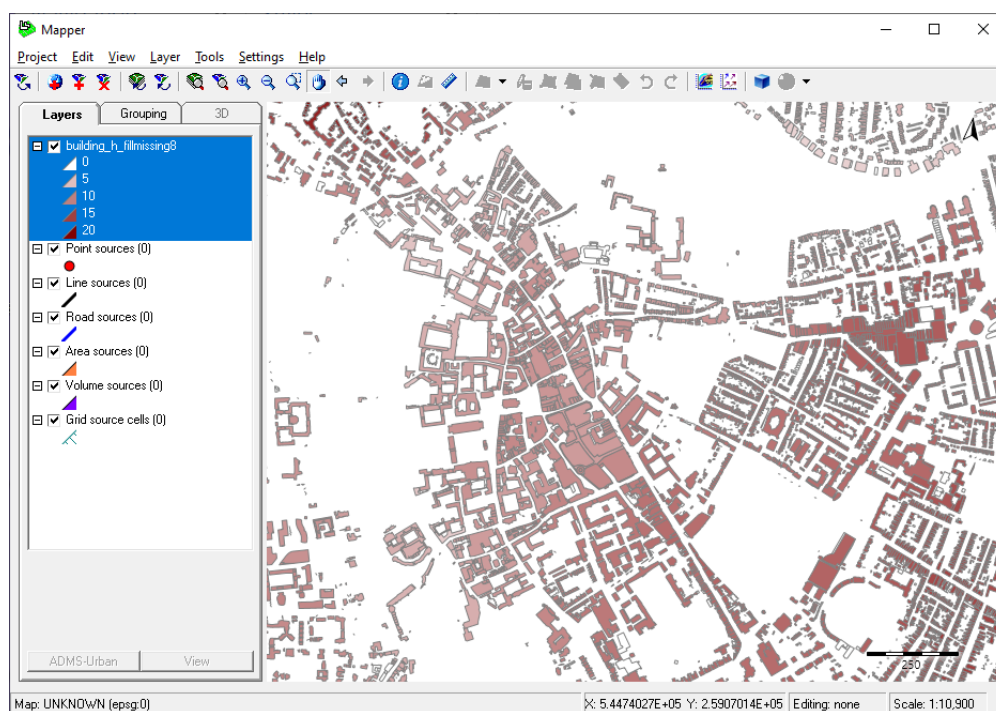 Mapper
Project Edit View Layer Tools Settings Help
Layers Grouping 3D
building_h_fillmissing8
0
5
10
15
20
Point sources (0)
Line sources (0)
Road sources (0)
Area sources (0)
Volume sources (0)
Grid source cells (0)
250
ADMS-Urban View
Map: UNKNOWN (epsg:0) X: 5.4474027E+05 Y: 2.5907014E+05 Editing: none Scale: 1:10,900